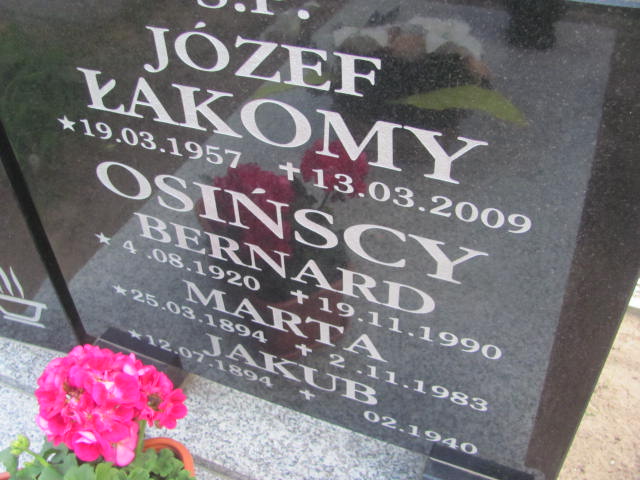 Ś.P.
JÓZEF
ŁAKOMY
★19.03.1957 +13.03.2009
OSIŃSCY
BERNARD
★ 4.08.1920 +19.11.1990
MARTA
★25.03.1894 + 2.11.1983
JAKUB
★12.07.1894 + 02.1940